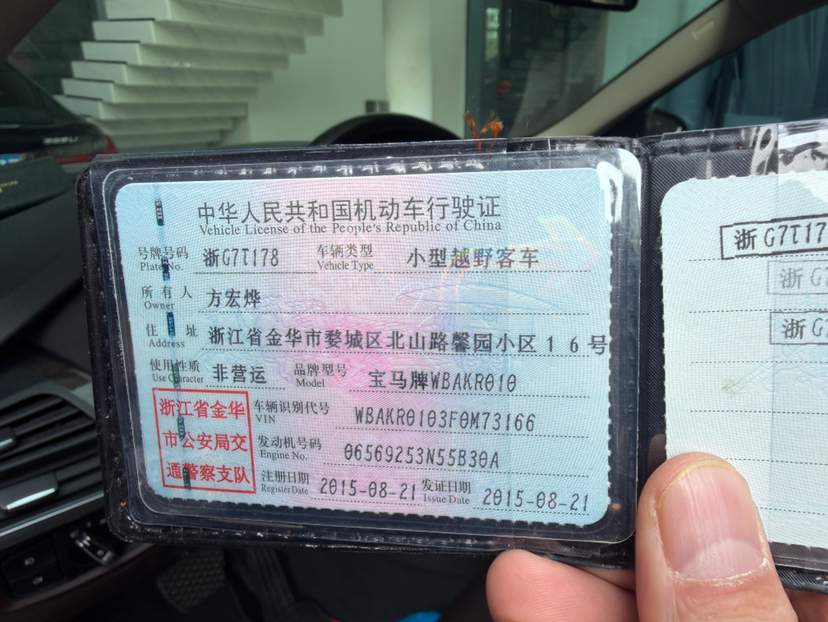 中华人民共和国机动车行驶证
Vehicle License of the People's Republic of China
号牌号码 浙G7T178 车辆类型 小型越野客车
Plate No. Vehicle Type
所有人 方宏烨
Owner
住址 浙江省金华市婺城区北山路馨园小区16号
Address
使用性质 非营运 品牌型号 宝马牌WBAKR010
Use Character Model
浙江省金华
市公安局交
通警察支队
车辆识别代号 WBAKR0103F0M73166
VIN
发动机号码 06569253N55B30A
Engine No.
注册日期 2015-08-21 发证日期 2015-08-21
Register Date Issue Date
浙G7T178
浙G
浙G7